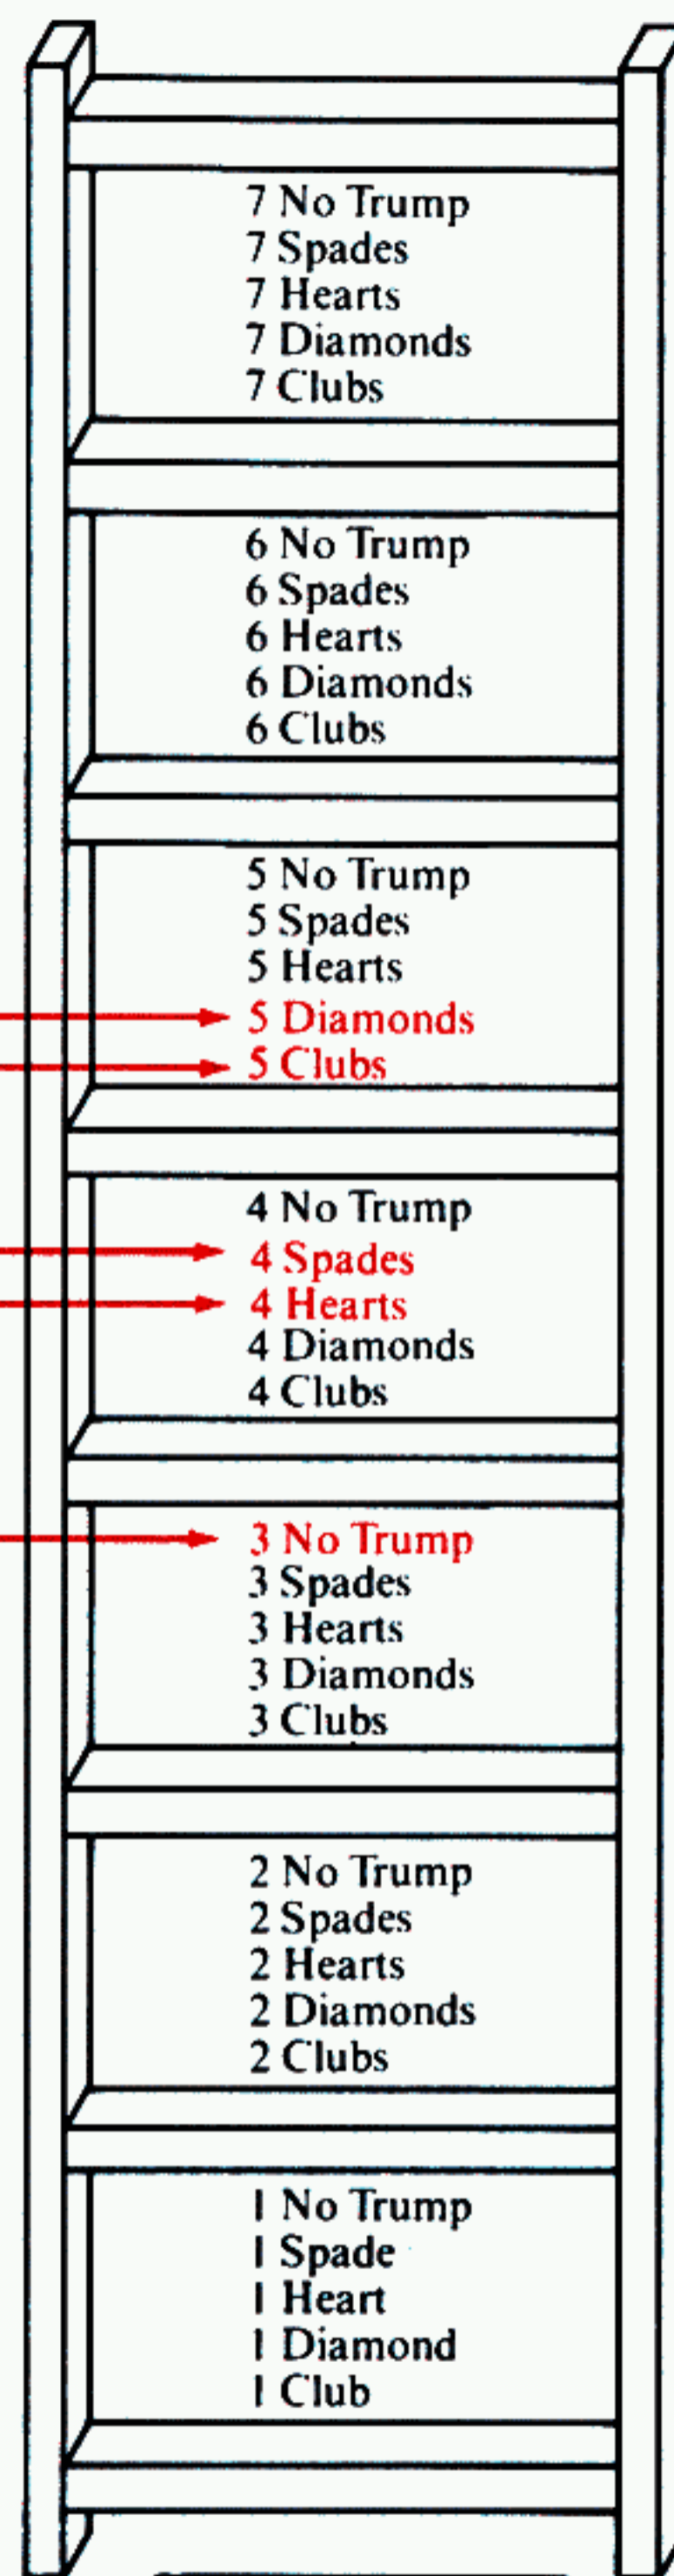 7 No Trump
7 Spades
7 Hearts
7 Diamonds
7 Clubs
6 No Trump
6 Spades
6 Hearts
6 Diamonds
6 Clubs
5 No Trump
5 Spades
5 Hearts
5 Diamonds
5 Clubs
4 No Trump
4 Spades
4 Hearts
4 Diamonds
4 Clubs
3 No Trump
3 Spades
3 Hearts
3 Diamonds
3 Clubs
2 No Trump
2 Spades
2 Hearts
2 Diamonds
2 Clubs
1 No Trump
1 Spade
1 Heart
1 Diamond
1 Club